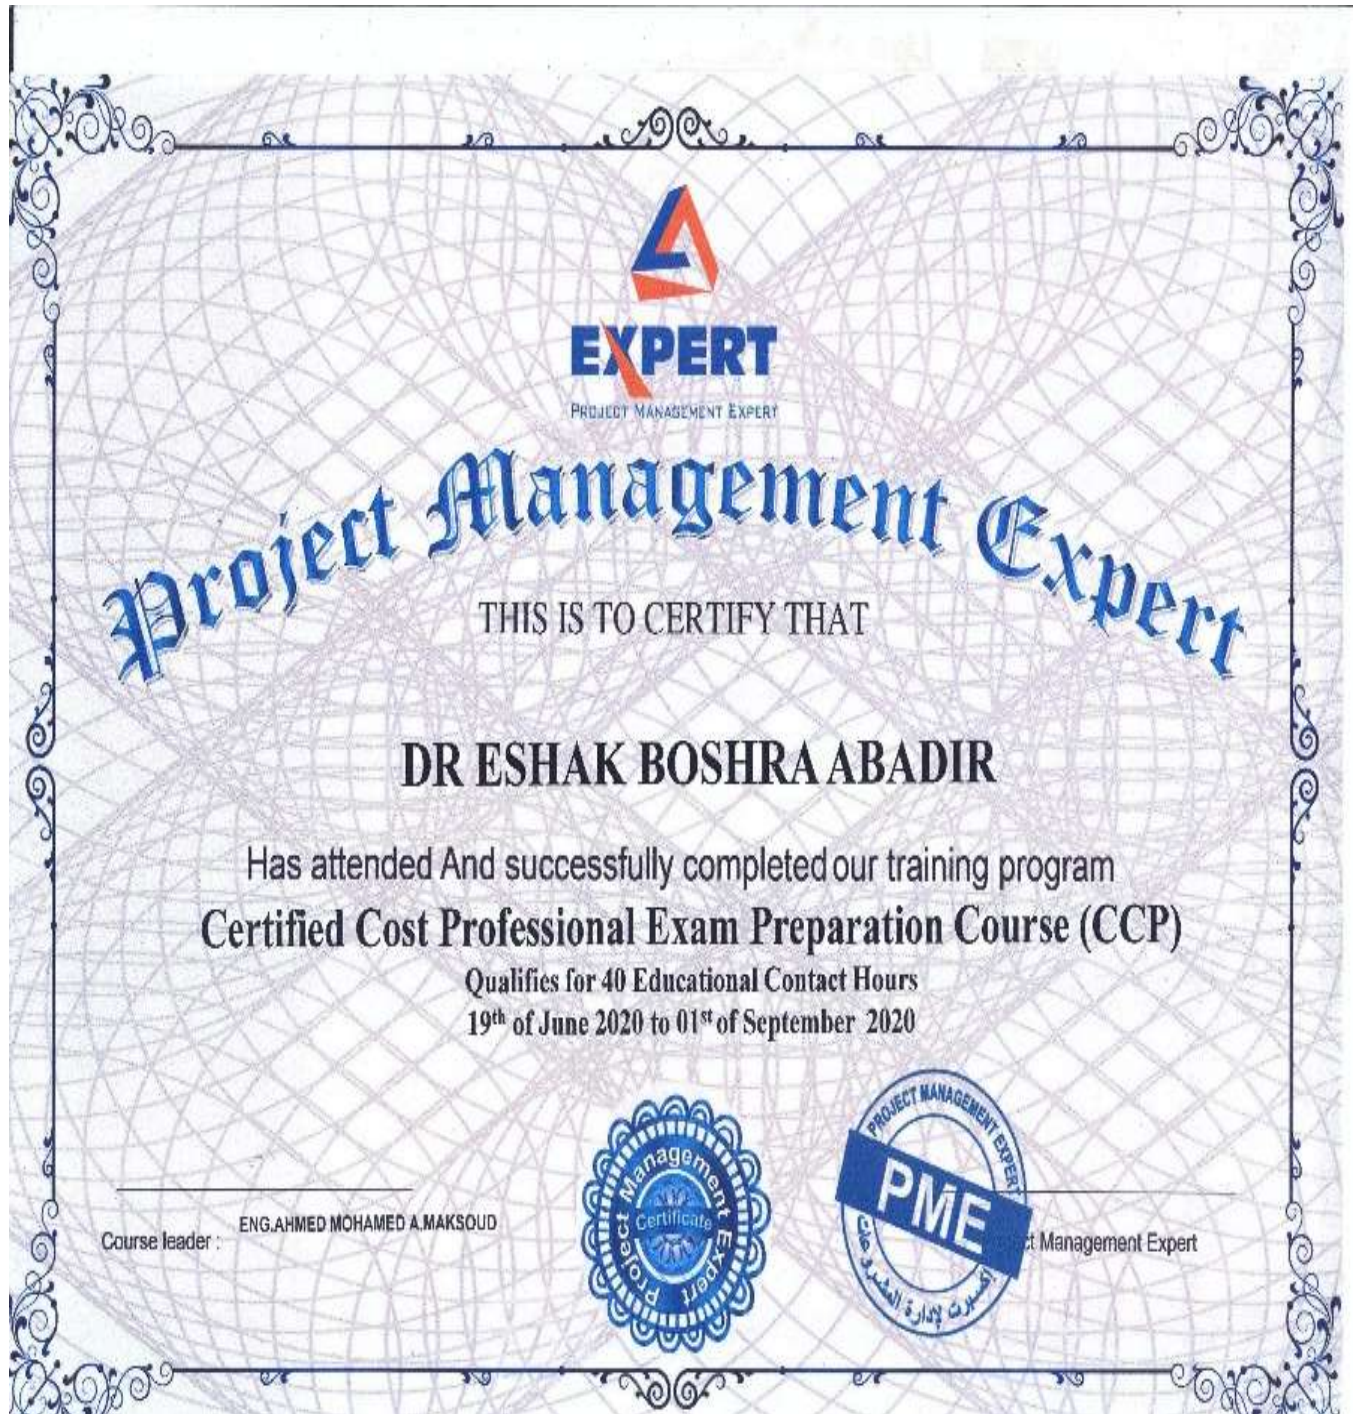 EXPERT
PROJECT MANAGEMENT EXPERT
Project Management Expert
THIS IS TO CERTIFY THAT
DR ESHAK BOSHRA ABADIR
Has attended And successfully completed our training program
Certified Cost Professional Exam Preparation Course (CCP)
Qualifies for 40 Educational Contact Hours
19th of June 2020 to 01st of September 2020
Project Management Expert
Certificate
PROJECT MANAGEMENT EXPERT
PME
إكسبرت لإدارة المشروعات
Course leader :
ENG.AHMED MOHAMED A.MAKSOUD
Management Expert